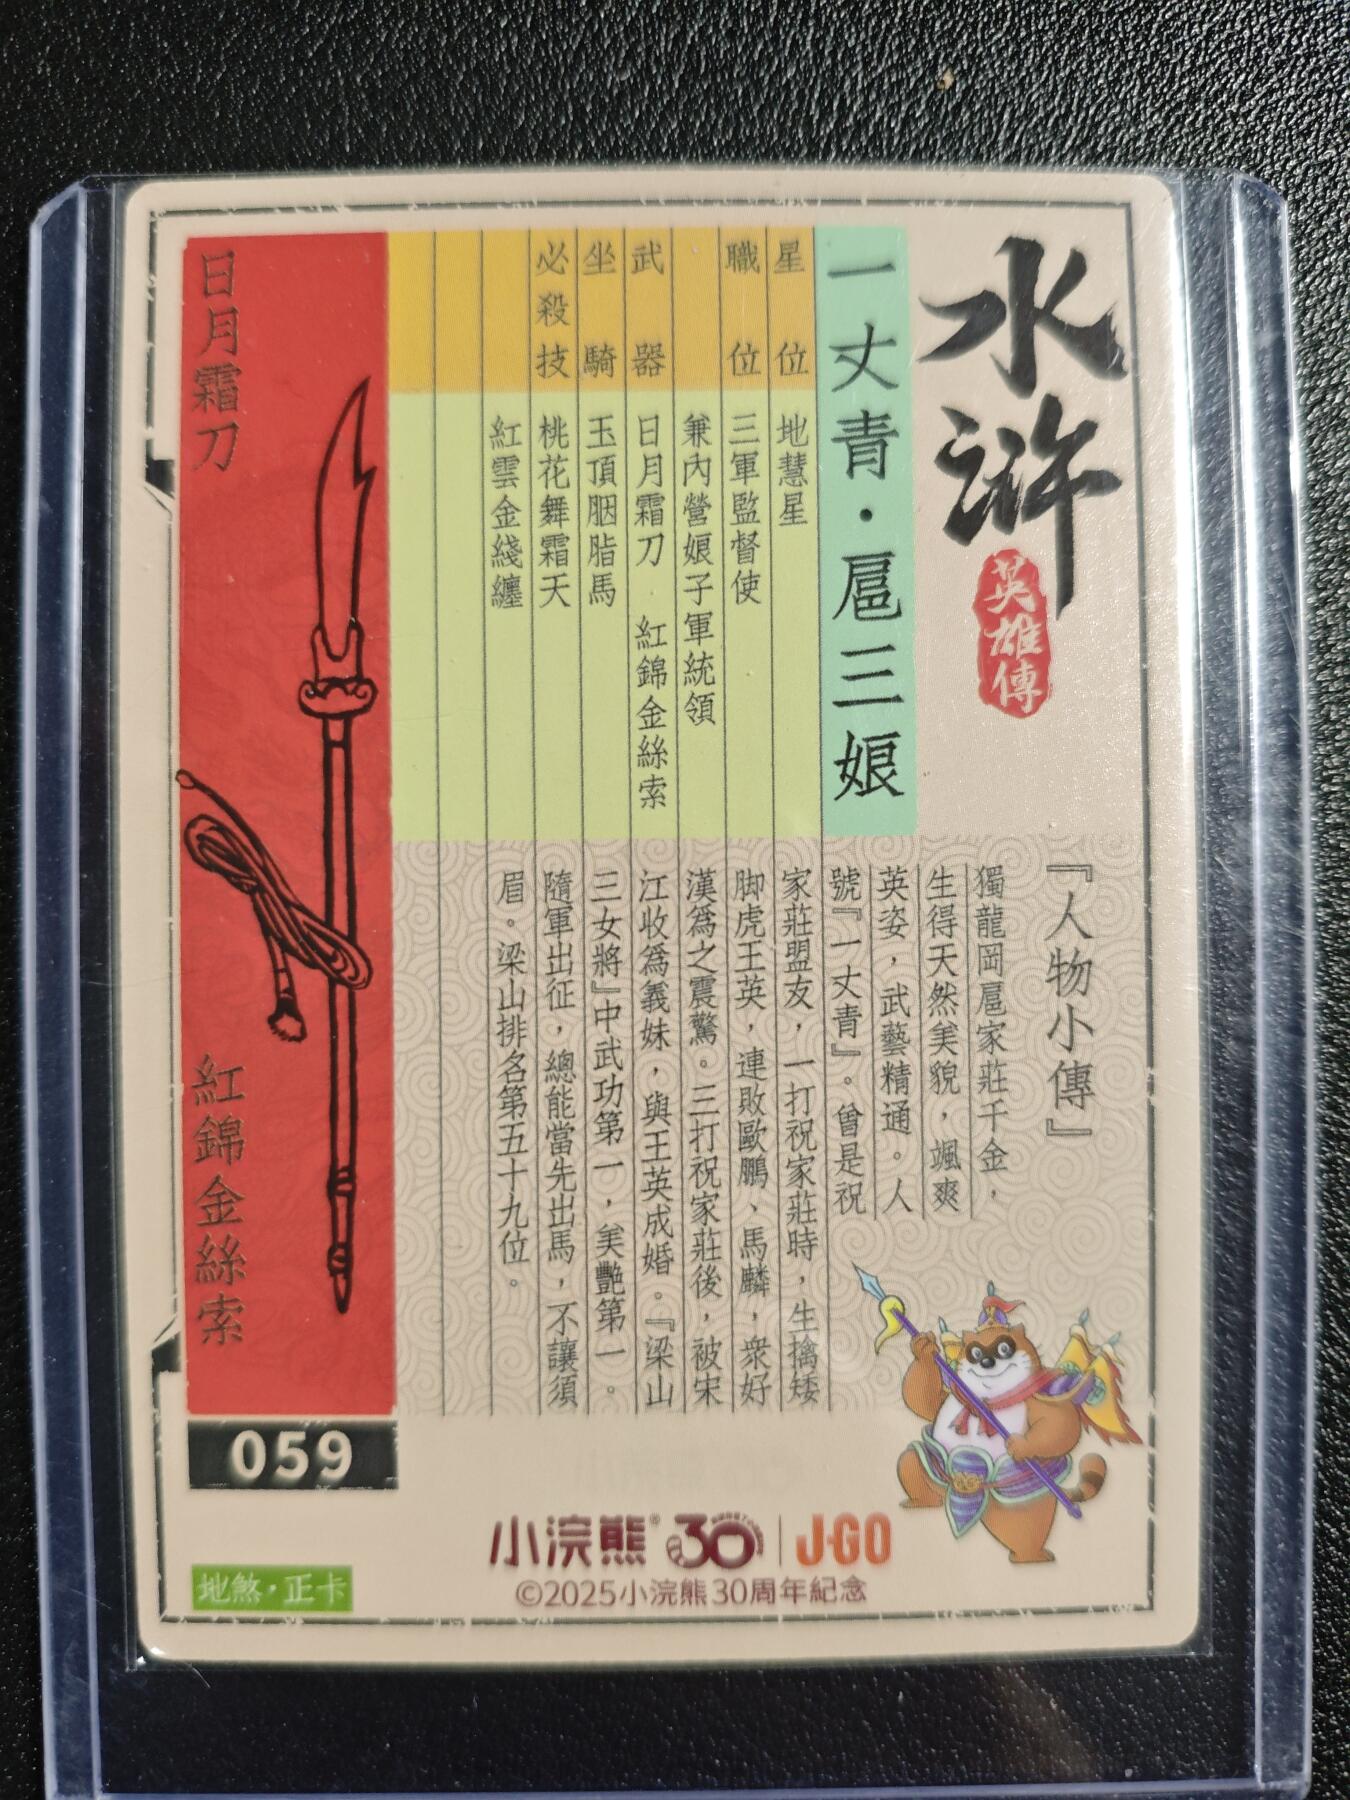 水滸
英雄傳
一丈青·扈三娘
星位 地慧星
職位 三軍監督使
兼內營娘子軍統領
武器 日月霜刀 紅錦金絲索
坐騎 玉頂胭脂馬
必殺技 桃花舞霜天
紅雲金綫纏
『人物小傳』
獨龍岡扈家莊千金，
生得天然美貌，颯爽
英姿，武藝精通。人
號『一丈青』。曾是祝
家莊盟友，一打祝家莊時，生擒矮
脚虎王英，連敗歐鵬、馬麟，衆好
漢爲之震驚。三打祝家莊後，被宋
江收爲義妹，與王英成婚。『梁山
三女將』中武功第一，美艷第一。
隨軍出征，總能當先出馬，不讓須
眉。梁山排名第五十九位。
日月霜刀
紅錦金絲索
059
小浣熊® 30 J·GO
©2025小浣熊30周年紀念
地煞·正卡